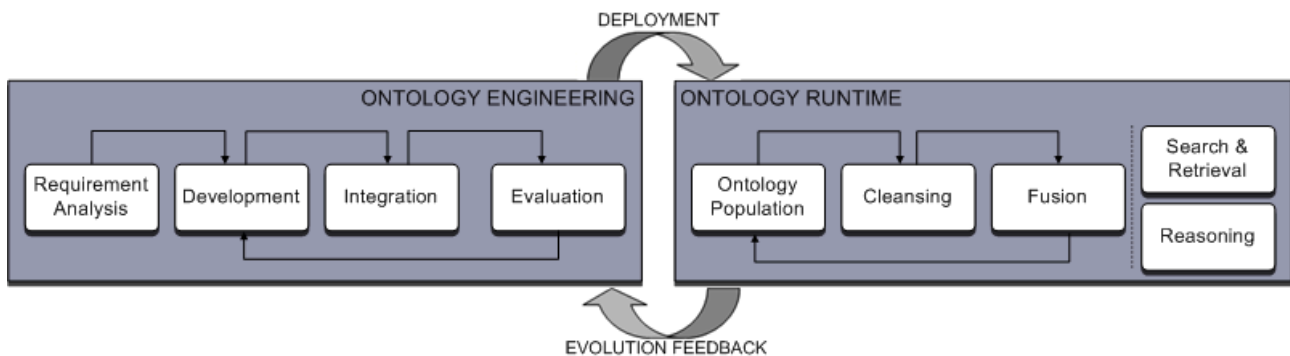 DEPLOYMENT
ONTOLOGY ENGINEERING
Requirement
Analysis
Development
Integration
Evaluation
ONTOLOGY RUNTIME
Ontology
Population
Cleansing
Fusion
Search &
Retrieval
Reasoning
EVOLUTION FEEDBACK